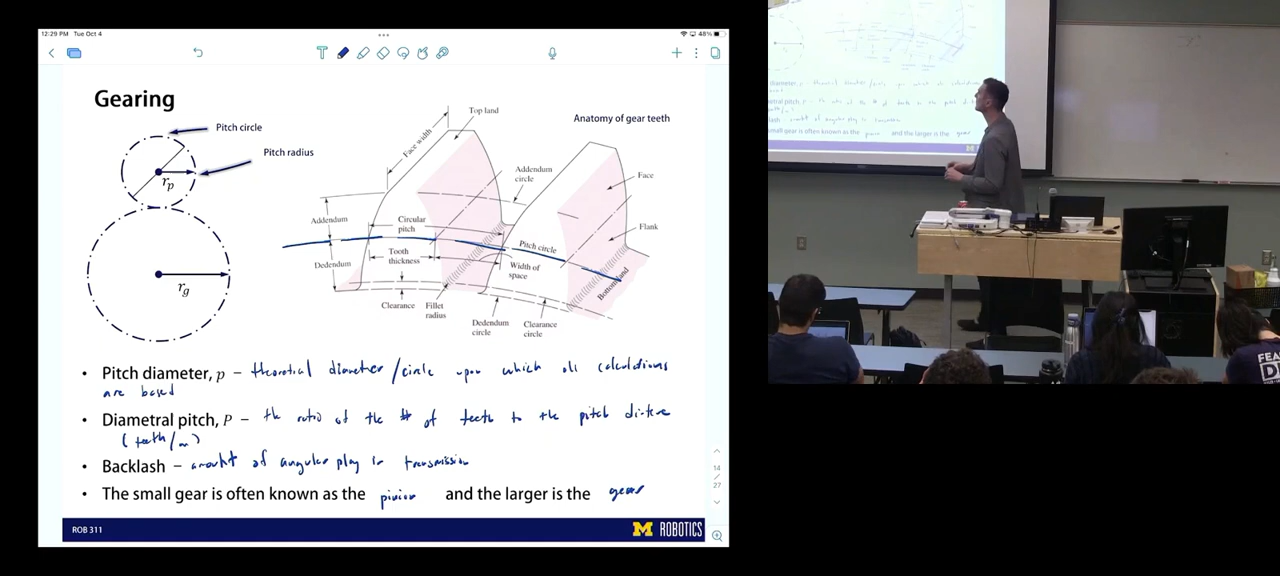 12:29 PM Tue Oct 4
48%
Gearing
Pitch circle
Pitch radius
rp
rg
Anatomy of gear teeth
Top land
Face width
Addendum
circle
Face
Addendum
Circular
pitch
Flank
Pitch circle
Dedendum
Tooth
thickness
Width of
space
Bottom land
Clearance
Fillet
radius
Dedendum
circle
Clearance
circle
• Pitch diameter, p – theoretical diameter/circle upon which all calculations
are based
• Diametral pitch, P – the ratio of the # of teeth to the pitch
(teeth/m)
• Backlash – amount of angular play in transmission
• The small gear is often known as the pinion and the larger is the gear
14
/
27
ROB 311
M ROBOTICS